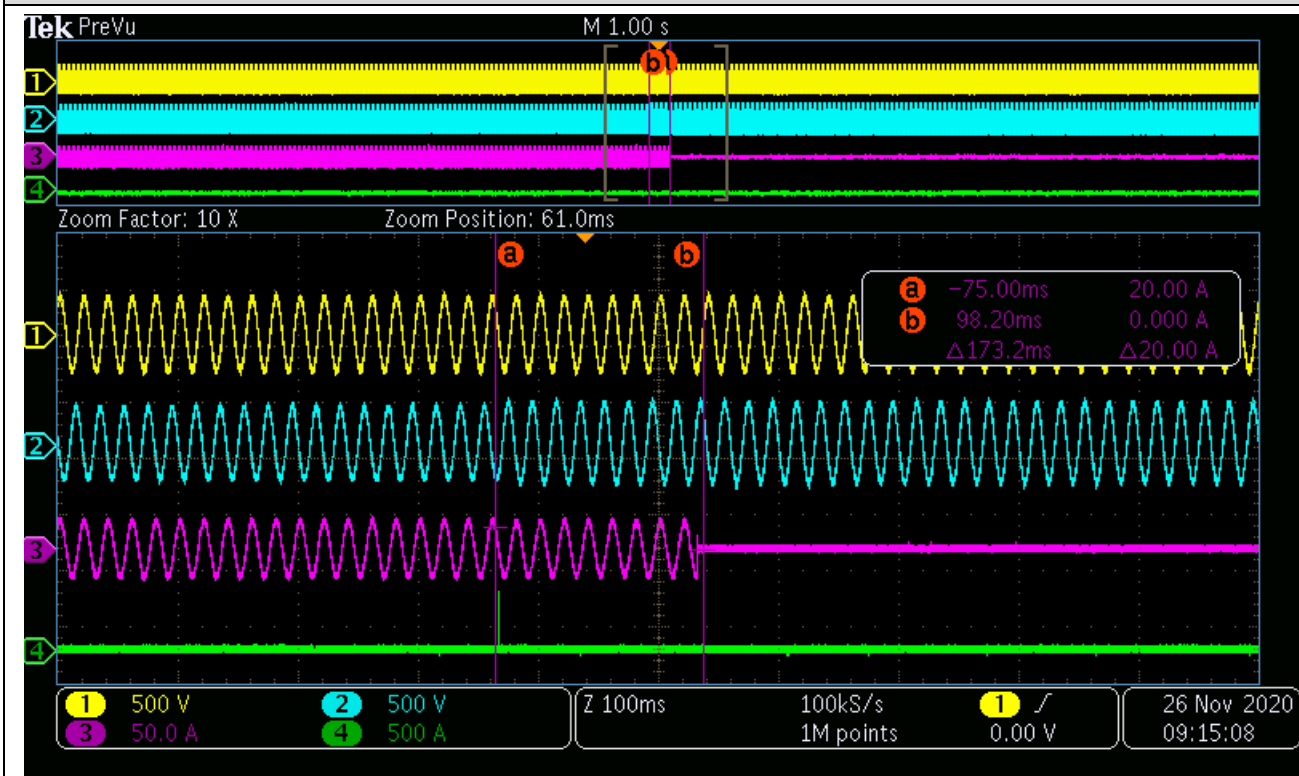 Tek PreVu M 1.00 s
b
1
2
3
4
Zoom Factor: 10 X Zoom Position: 61.0ms
a b
a -75.00ms 20.00 A
b 98.20ms 0.000 A
△173.2ms △20.00 A
1
2
3
4
1 500 V 2 500 V Z 100ms 100kS/s 1 26 Nov 2020
3 50.0 A 4 500 A 1M points 0.00 V 09:15:08